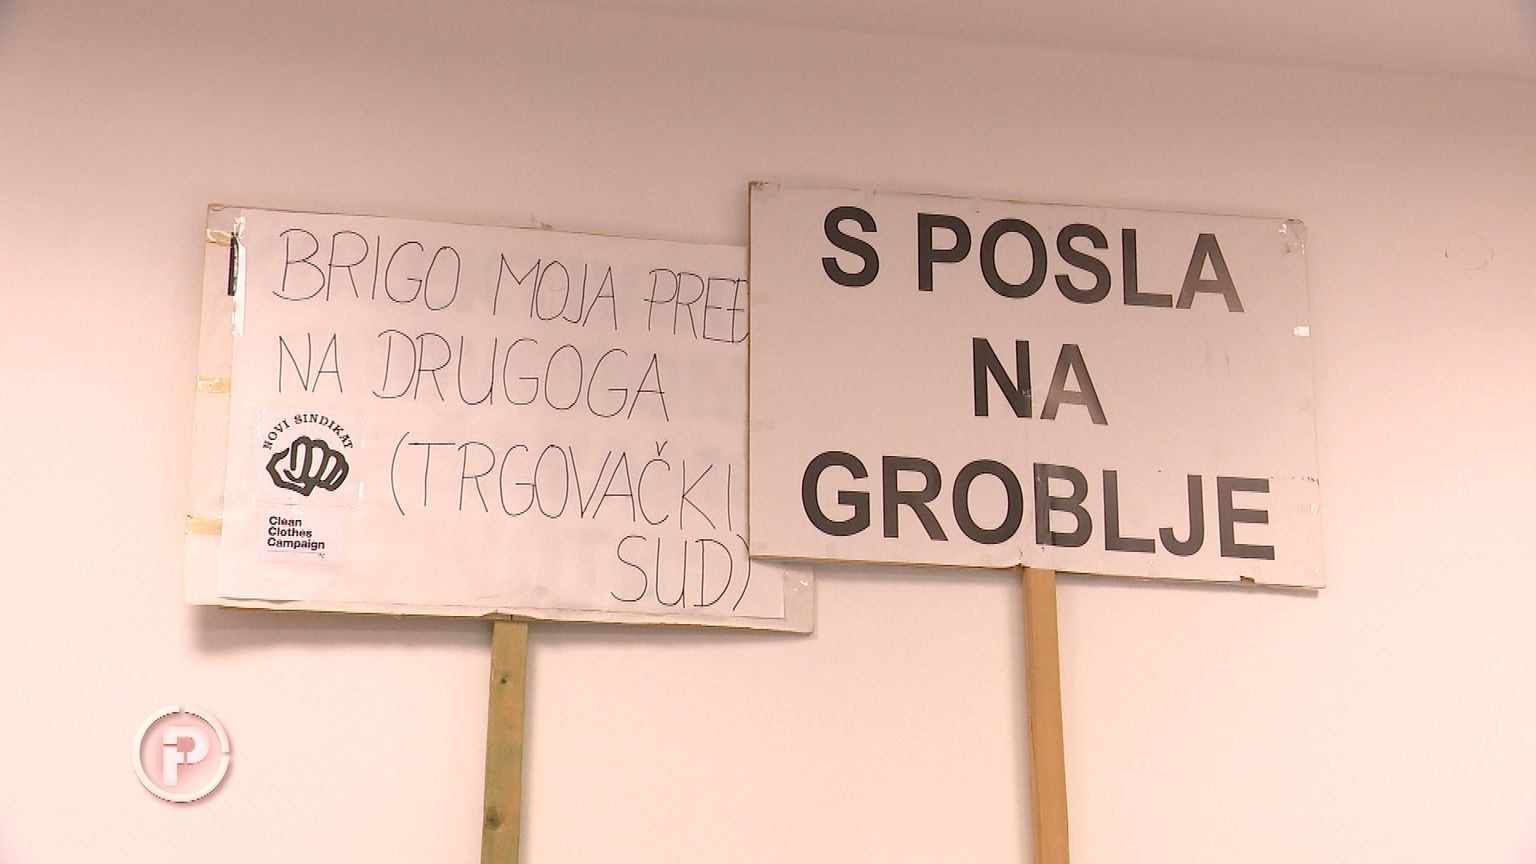 BRIGO MOJA PREĐ
NA DRUGOGA
(TRGOVAČKI
SUD)
NOVI SINDIKAT
Clean
Clothes
Campaign
S POSLA
NA
GROBLJE
P